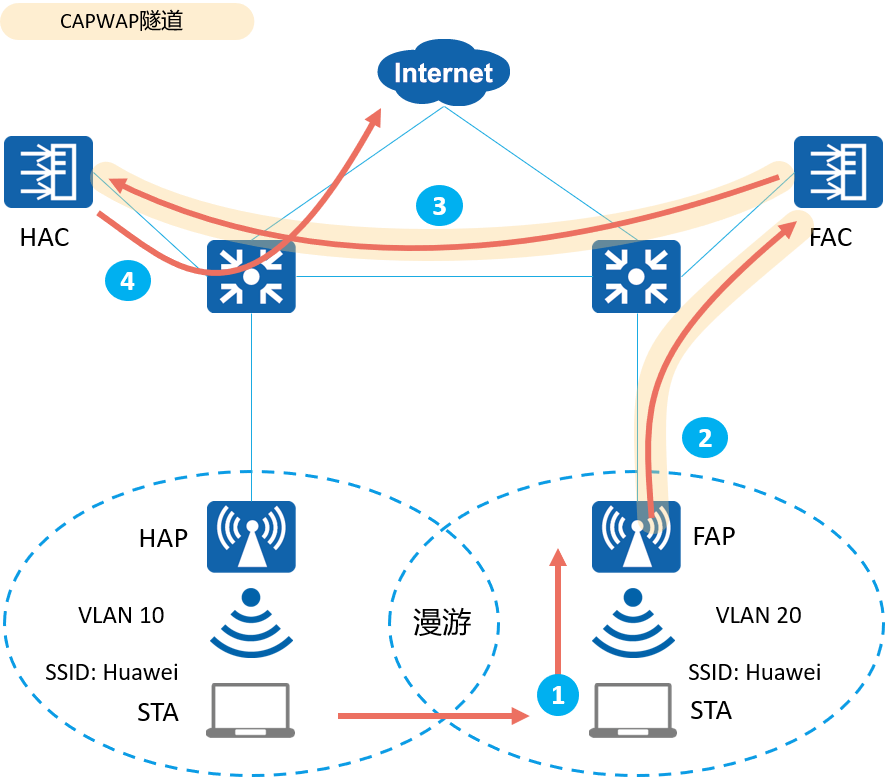 CAPWAP隧道
Internet
HAC
FAC
3
4
2
HAP
FAP
VLAN 10
漫游
VLAN 20
SSID: Huawei
SSID: Huawei
1
STA
STA